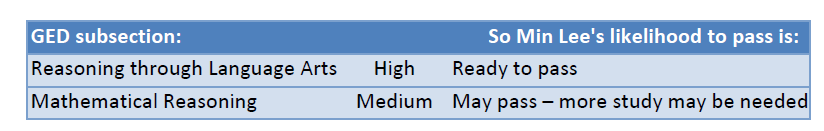 GED subsection: So Min Lee's likelihood to pass is:
Reasoning through Language Arts High Ready to pass
Mathematical Reasoning Medium May pass – more study may be needed